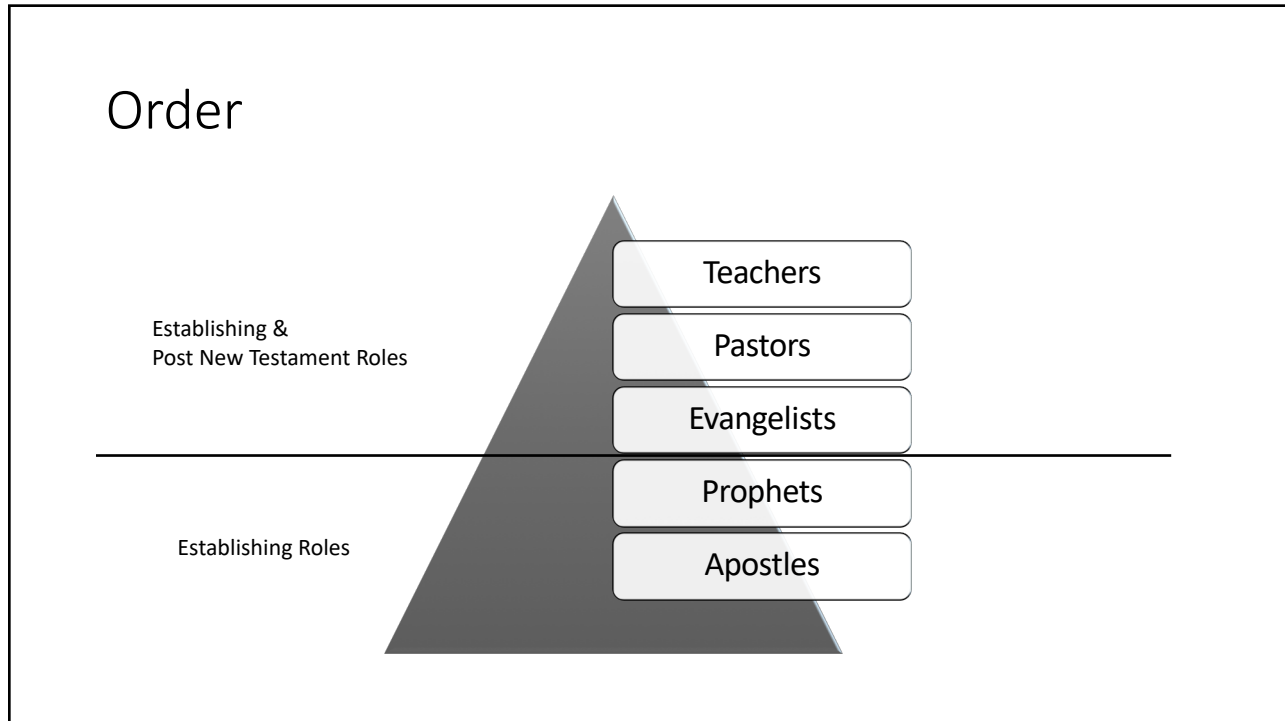 Order
Teachers
Establishing &
Post New Testament Roles
Pastors
Evangelists
Prophets
Establishing Roles
Apostles